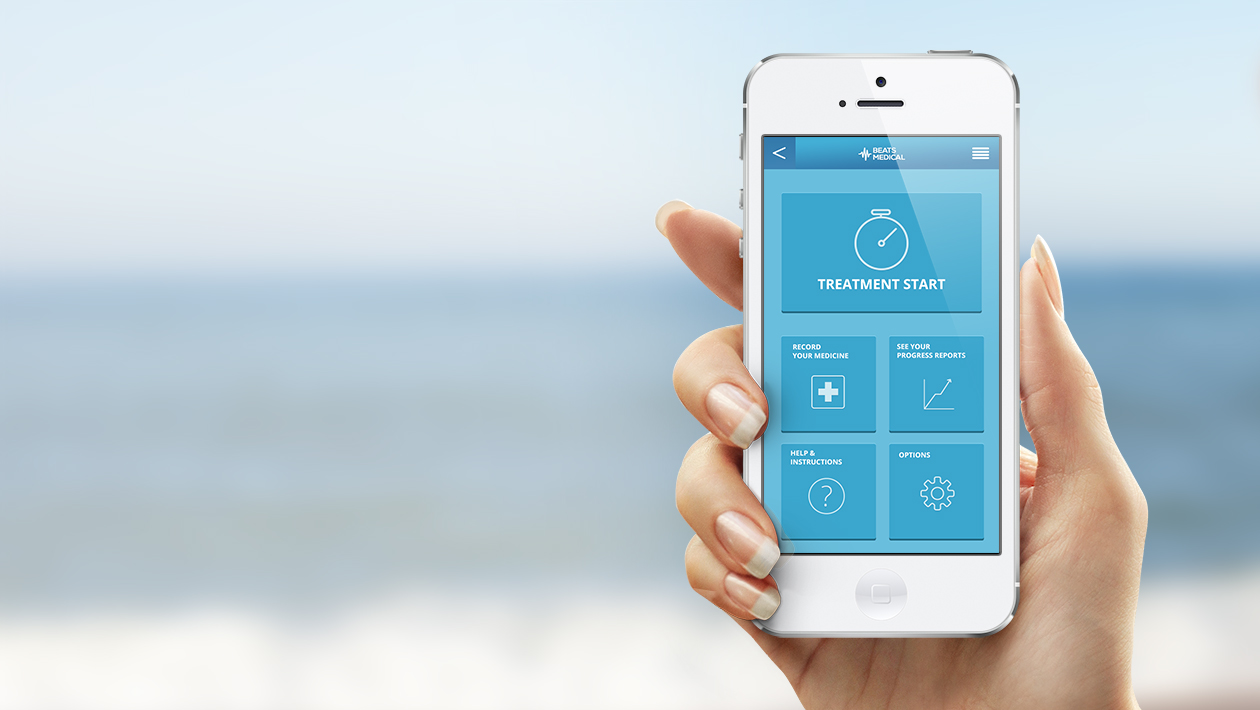 <
BEATS
MEDICAL
TREATMENT START
RECORD
YOUR MEDICINE
SEE YOUR
PROGRESS REPORTS
HELP &
INSTRUCTIONS
?
OPTIONS